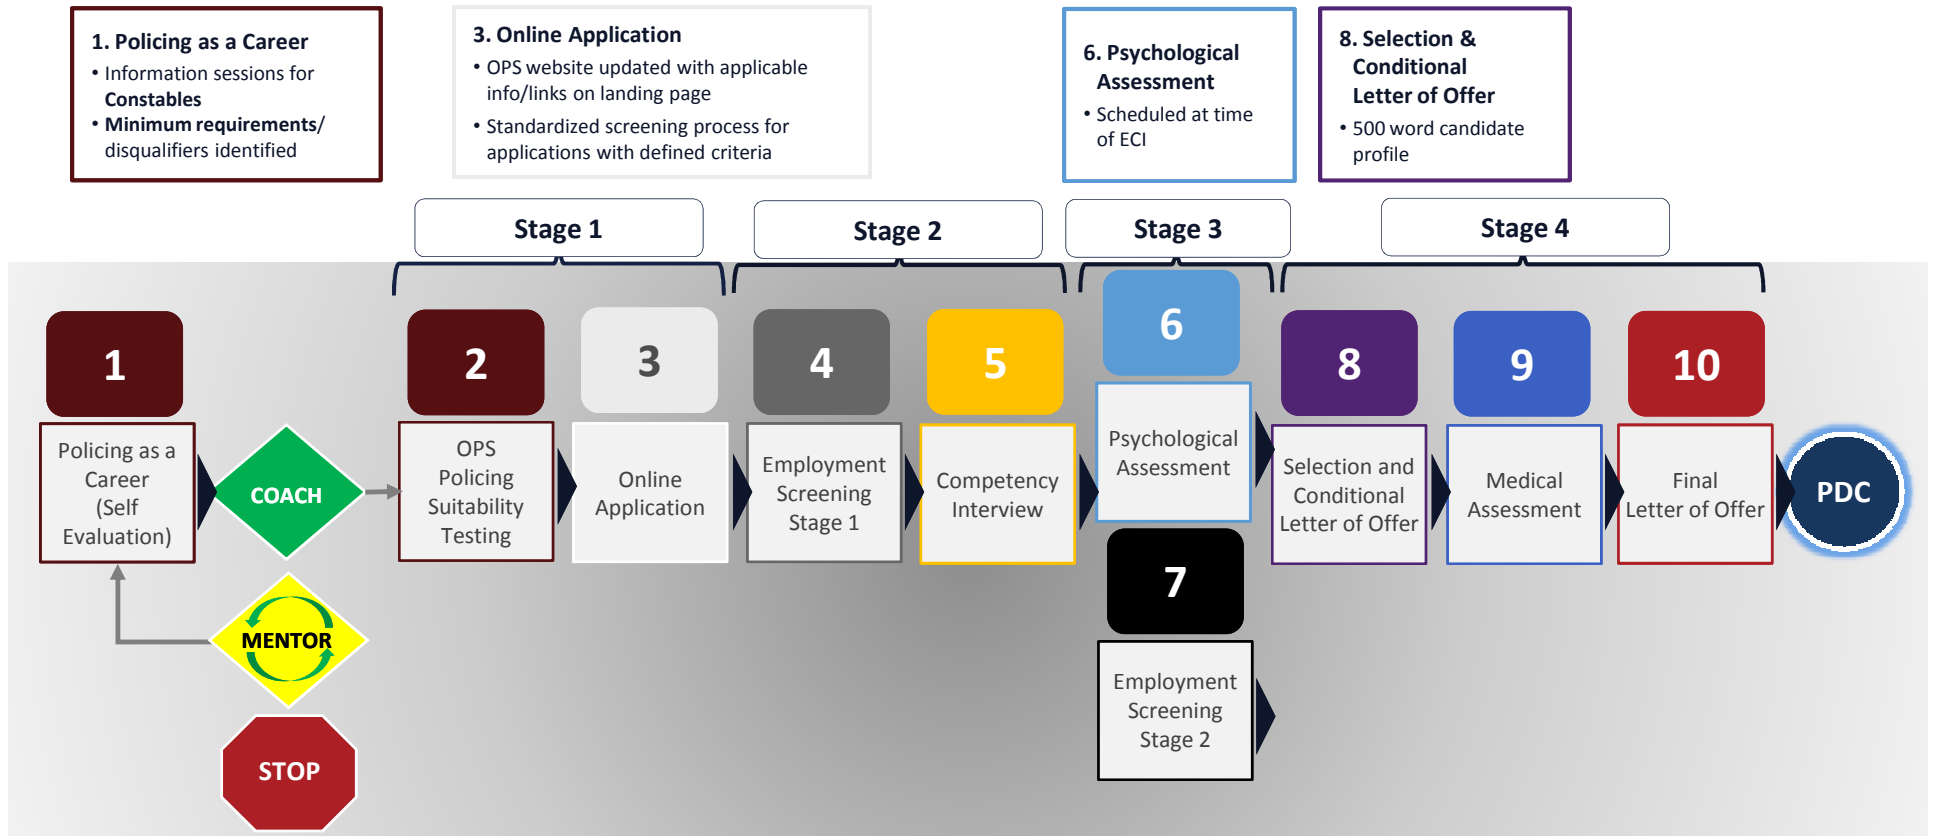 1. Policing as a Career
• Information sessions for
Constables
• Minimum requirements/
disqualifiers identified
3. Online Application
• OPS website updated with applicable
info/links on landing page
• Standardized screening process for
applications with defined criteria
6. Psychological
Assessment
• Scheduled at time
of ECI
8. Selection &
Conditional
Letter of Offer
• 500 word candidate
profile
Stage 1
Stage 2
Stage 3
Stage 4
1
Policing as a
Career
(Self
Evaluation)
COACH
MENTOR
STOP
2
OPS
Policing
Suitability
Testing
3
Online
Application
4
Employment
Screening
Stage 1
5
Competency
Interview
6
Psychological
Assessment
7
Employment
Screening
Stage 2
8
Selection and
Conditional
Letter of Offer
9
Medical
Assessment
10
Final
Letter of Offer
PDC